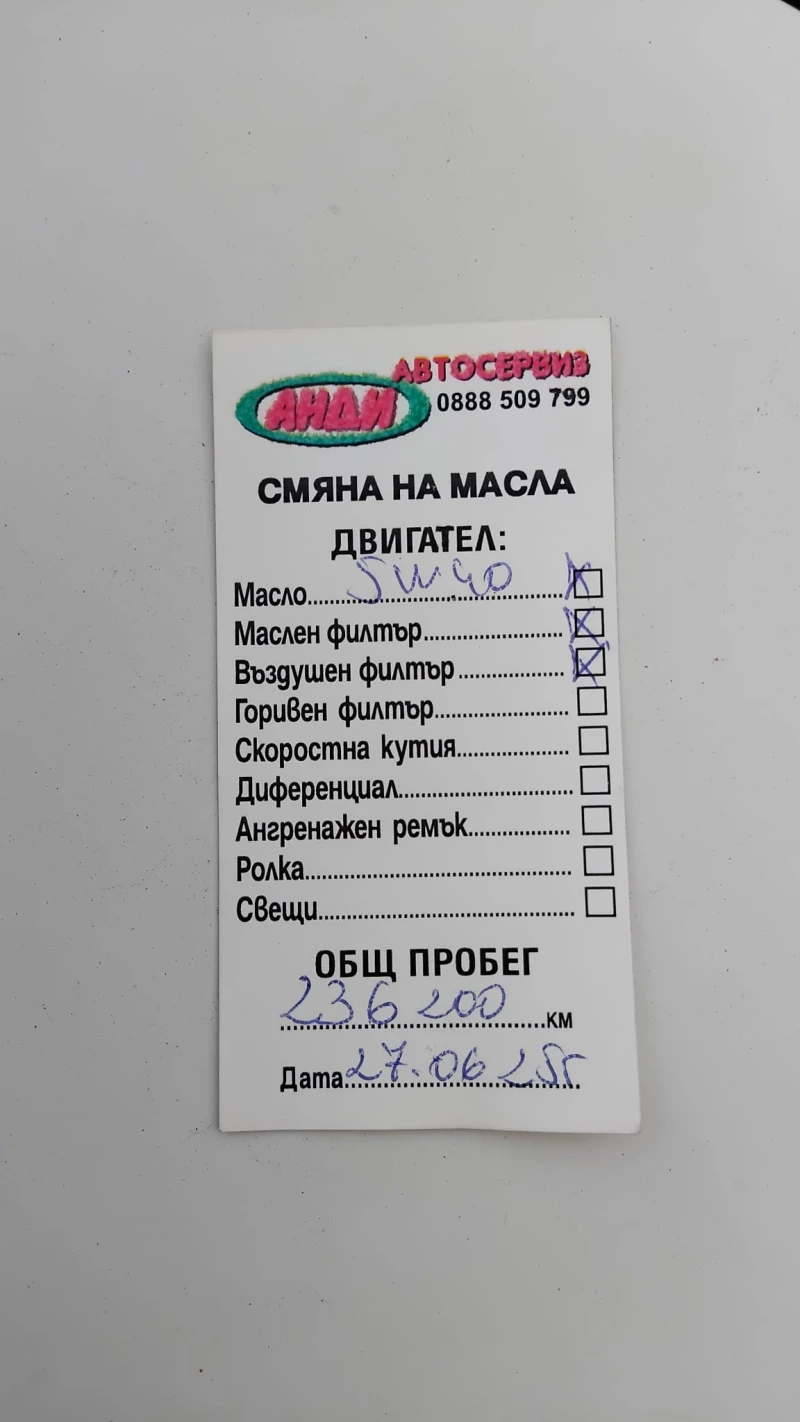 АВТОСЕРВИЗ
АНДИ 0888 509 799
СМЯНА НА МАСЛА
ДВИГАТЕЛ:
Масло..........5W40..........X
Маслен филтър....................X
Въздушен филтър................X
Горивен филтър....................
Скоростна кутия.................
Диференциал..........................
Ангренажен ремък...............
Ролка........................................
Свещи.......................................
ОБЩ ПРОБЕГ
236 200 км
Дата 27.06 25г